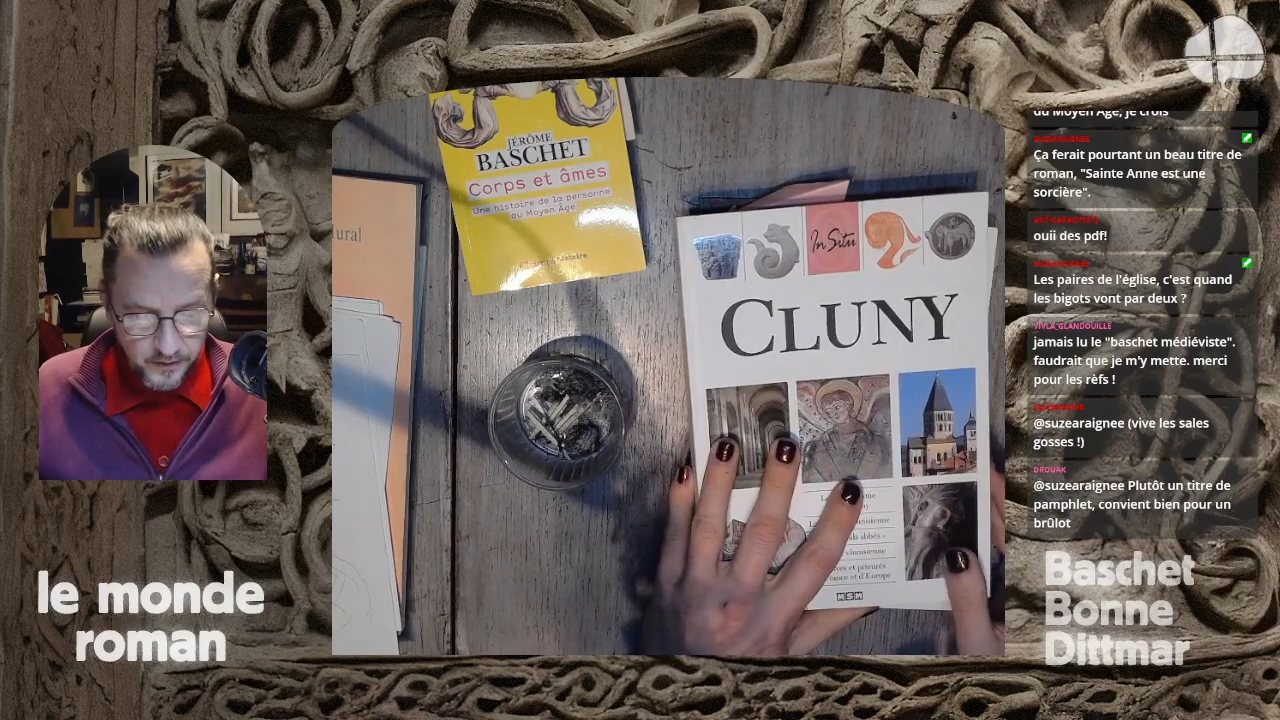 le monde
roman
ural
JÉRÔME
BASCHET
Corps et âmes
Une histoire de la personne
au Moyen Âge
In Situ
CLUNY
MSM
du Moyen Age, je crois
Ça ferait pourtant un beau titre de
roman, "Sainte Anne est une
sorcière".
ouii des pdf!
Les paires de l'église, c'est quand
les bigots vont par deux ?
VIVLA_GLANDOUILLE
jamais lu le "baschet médiéviste".
faudrait que je m'y mette. merci
pour les rèfs !
@suzearaignee (vive les sales
gosses !)
DROUAK
@suzearaignee Plutôt un titre de
pamphlet, convient bien pour un
brûlot
Baschet
Bonne
Dittmar